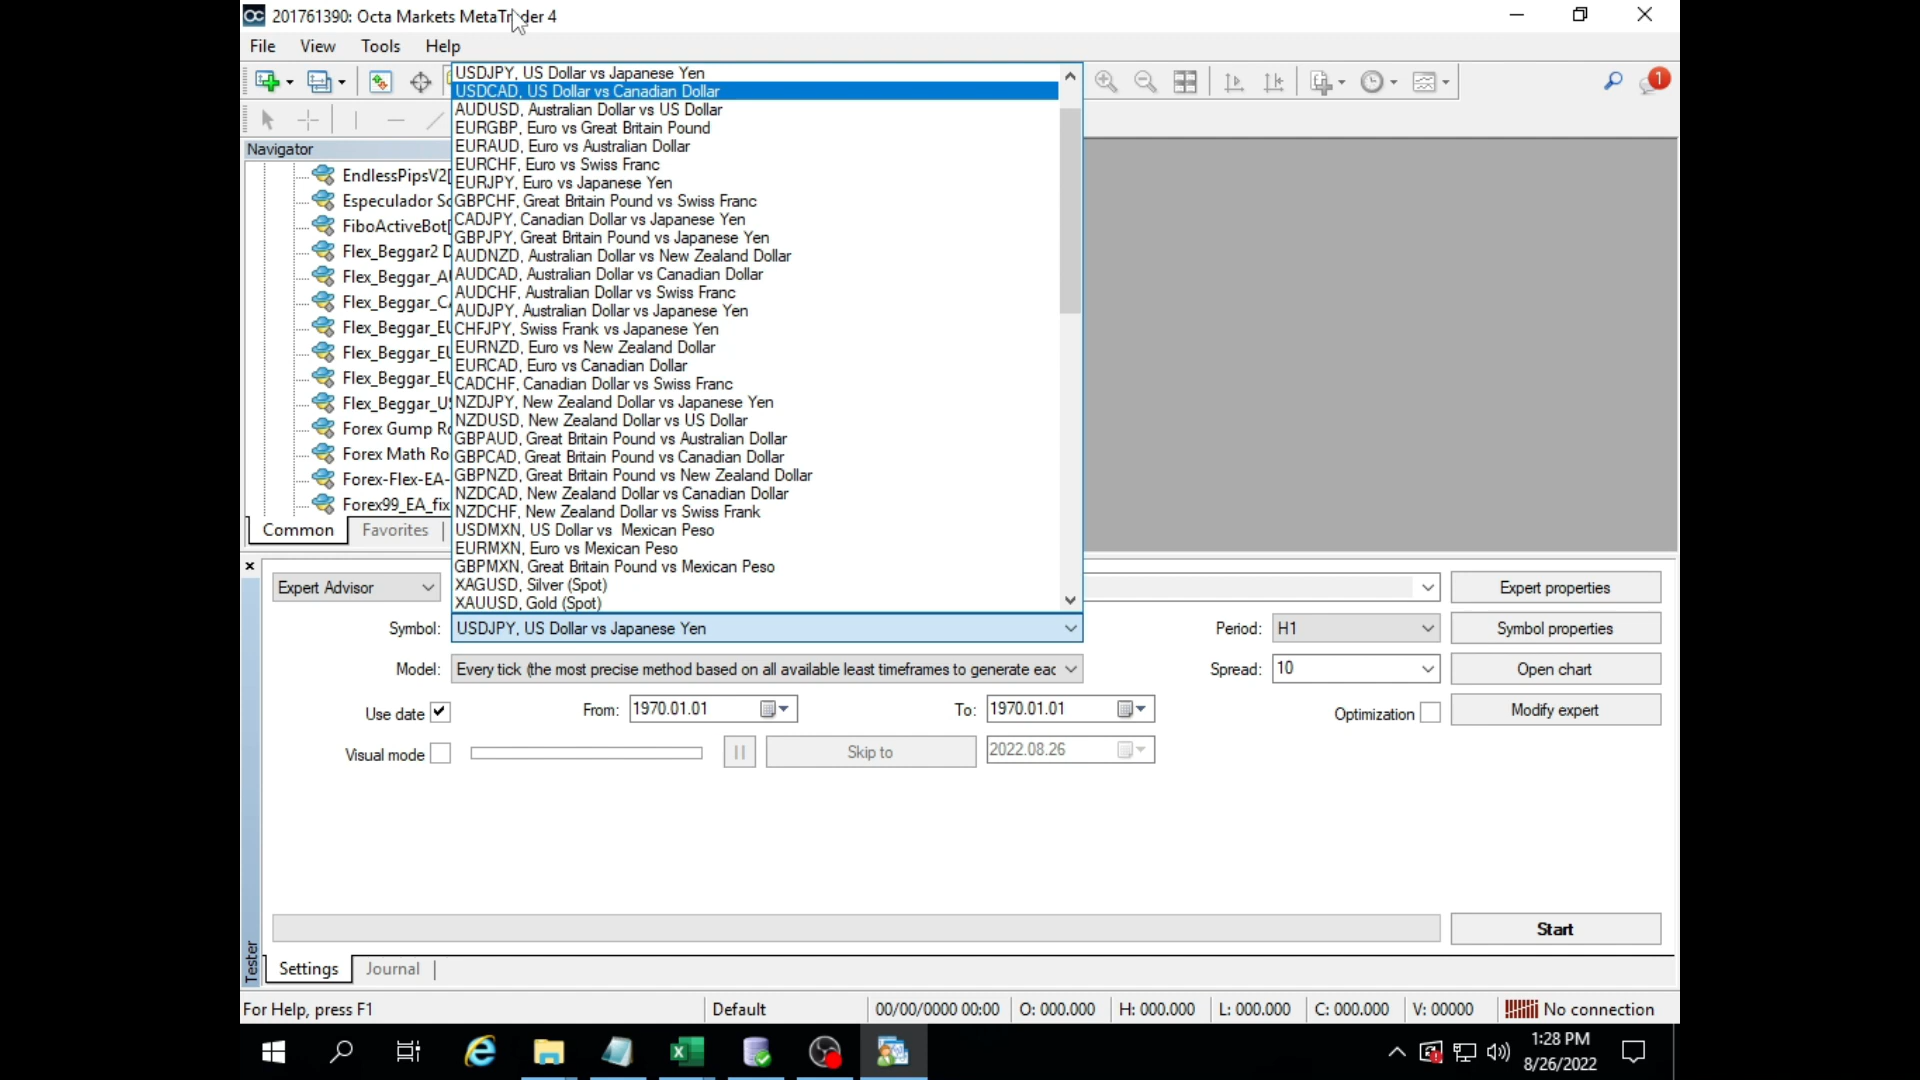 201761390: Octa Markets MetaTrader 4
File View Tools Help
1
Navigator
EndlessPipsV2[
Especulador Sc
FiboActiveBot[
Flex_Beggar2 D
Flex_Beggar_A
Flex_Beggar_C
Flex_Beggar_EU
Flex_Beggar_EU
Flex_Beggar_EU
Flex_Beggar_US
Forex Gump Ro
Forex Math Ro
Forex-Flex-EA-
Forex99_EA_fix
Common Favorites
USDJPY, US Dollar vs Japanese Yen
USDCAD, US Dollar vs Canadian Dollar
AUDUSD, Australian Dollar vs US Dollar
EURGBP, Euro vs Great Britain Pound
EURAUD, Euro vs Australian Dollar
EURCHF, Euro vs Swiss Franc
EURJPY, Euro vs Japanese Yen
GBPCHF, Great Britain Pound vs Swiss Franc
CADJPY, Canadian Dollar vs Japanese Yen
GBPJPY, Great Britain Pound vs Japanese Yen
AUDNZD, Australian Dollar vs New Zealand Dollar
AUDCAD, Australian Dollar vs Canadian Dollar
AUDCHF, Australian Dollar vs Swiss Franc
AUDJPY, Australian Dollar vs Japanese Yen
CHFJPY, Swiss Frank vs Japanese Yen
EURNZD, Euro vs New Zealand Dollar
EURCAD, Euro vs Canadian Dollar
CADCHF, Canadian Dollar vs Swiss Franc
NZDJPY, New Zealand Dollar vs Japanese Yen
NZDUSD, New Zealand Dollar vs US Dollar
GBPAUD, Great Britain Pound vs Australian Dollar
GBPCAD, Great Britain Pound vs Canadian Dollar
GBPNZD, Great Britain Pound vs New Zealand Dollar
NZDCAD, New Zealand Dollar vs Canadian Dollar
NZDCHF, New Zealand Dollar vs Swiss Frank
USDMXN, US Dollar vs Mexican Peso
EURMXN, Euro vs Mexican Peso
GBPMXN, Great Britain Pound vs Mexican Peso
XAGUSD, Silver (Spot)
XAUUSD, Gold (Spot)
Expert Advisor Expert properties
Symbol: USDJPY, US Dollar vs Japanese Yen Period: H1 Symbol properties
Model: Every tick (the most precise method based on all available least timeframes to generate eac Spread: 10 Open chart
Use date From: 1970.01.01 To: 1970.01.01 Optimization Modify expert
Visual mode Skip to 2022.08.26
Start
Tester
Settings Journal
For Help, press F1 Default 00/00/0000 00:00 O: 000.000 H: 000.000 L: 000.000 C: 000.000 V: 00000 No connection
1:28 PM
8/26/2022